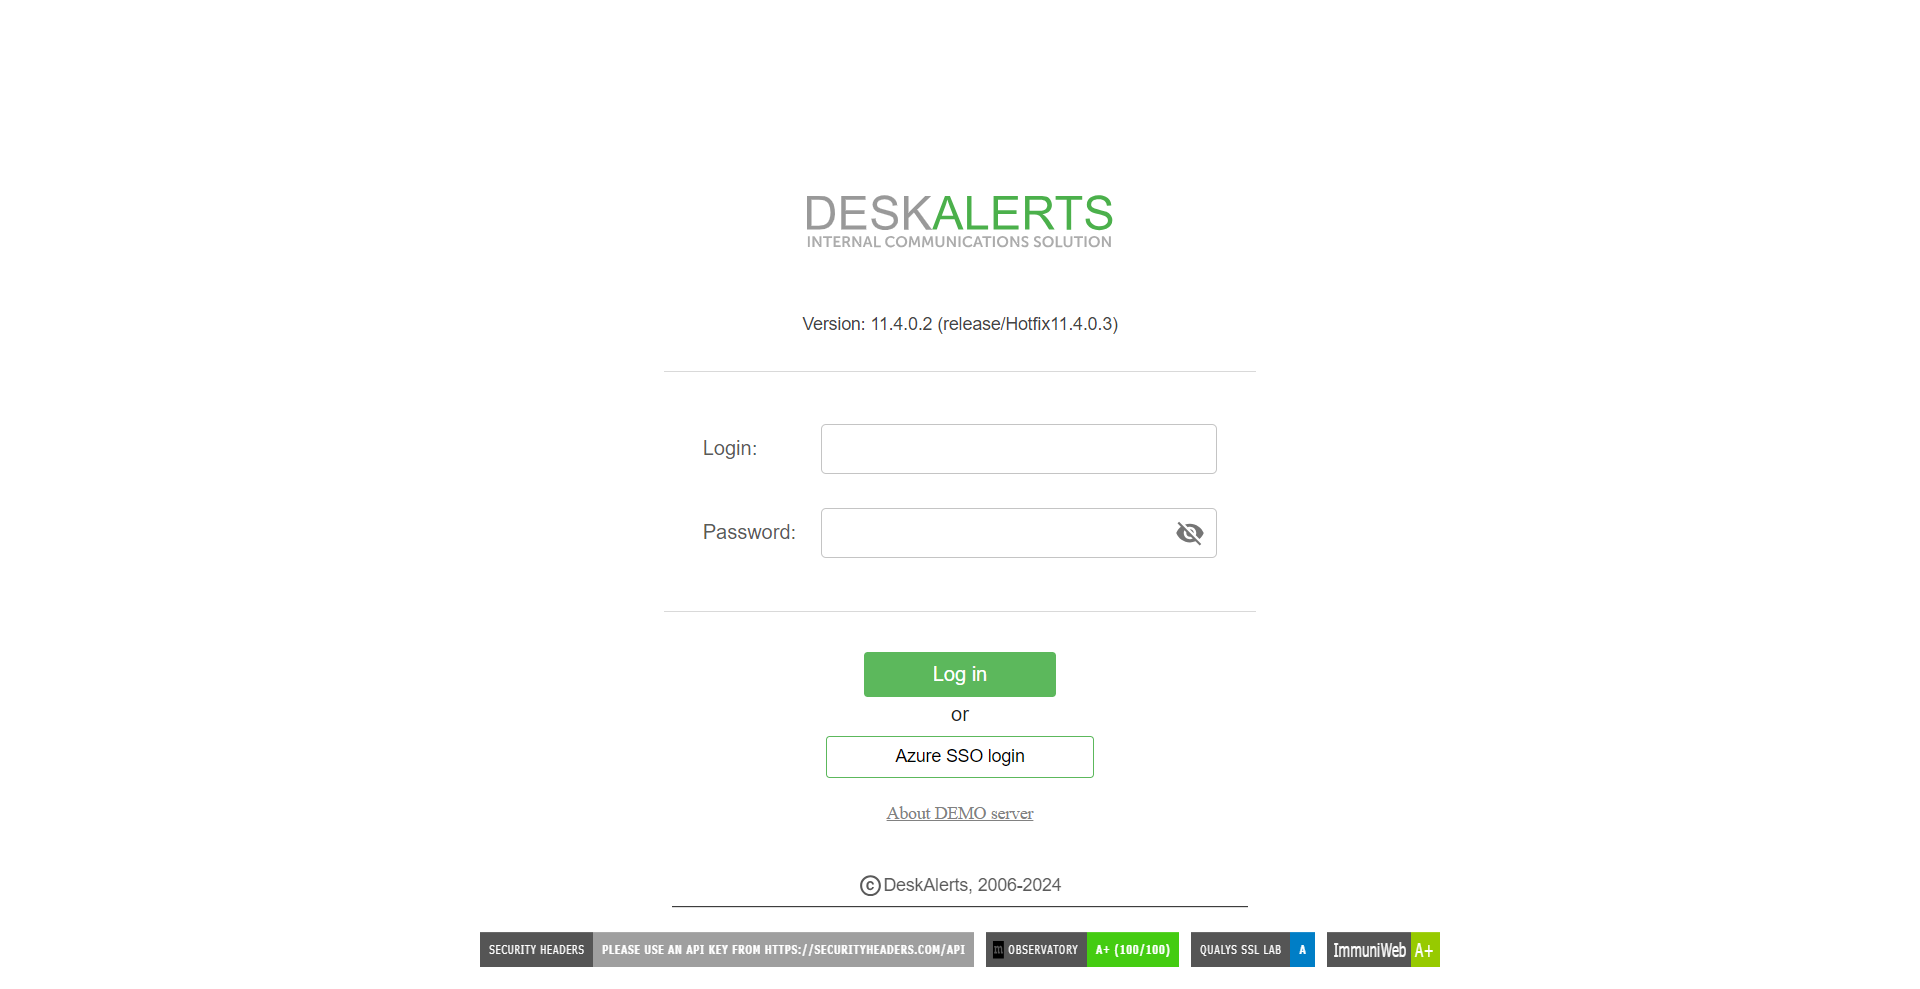 DESKALERTS
INTERNAL COMMUNICATIONS SOLUTION
Version: 11.4.0.2 (release/Hotfix11.4.0.3)
Login:
Password:
Log in
or
Azure SSO login
About DEMO server
© DeskAlerts, 2006-2024
SECURITY HEADERS PLEASE USE AN API KEY FROM HTTPS://SECURITYHEADERS.COM/API m OBSERVATORY A+ (100/100) QUALYS SSL LAB A ImmuniWeb A+